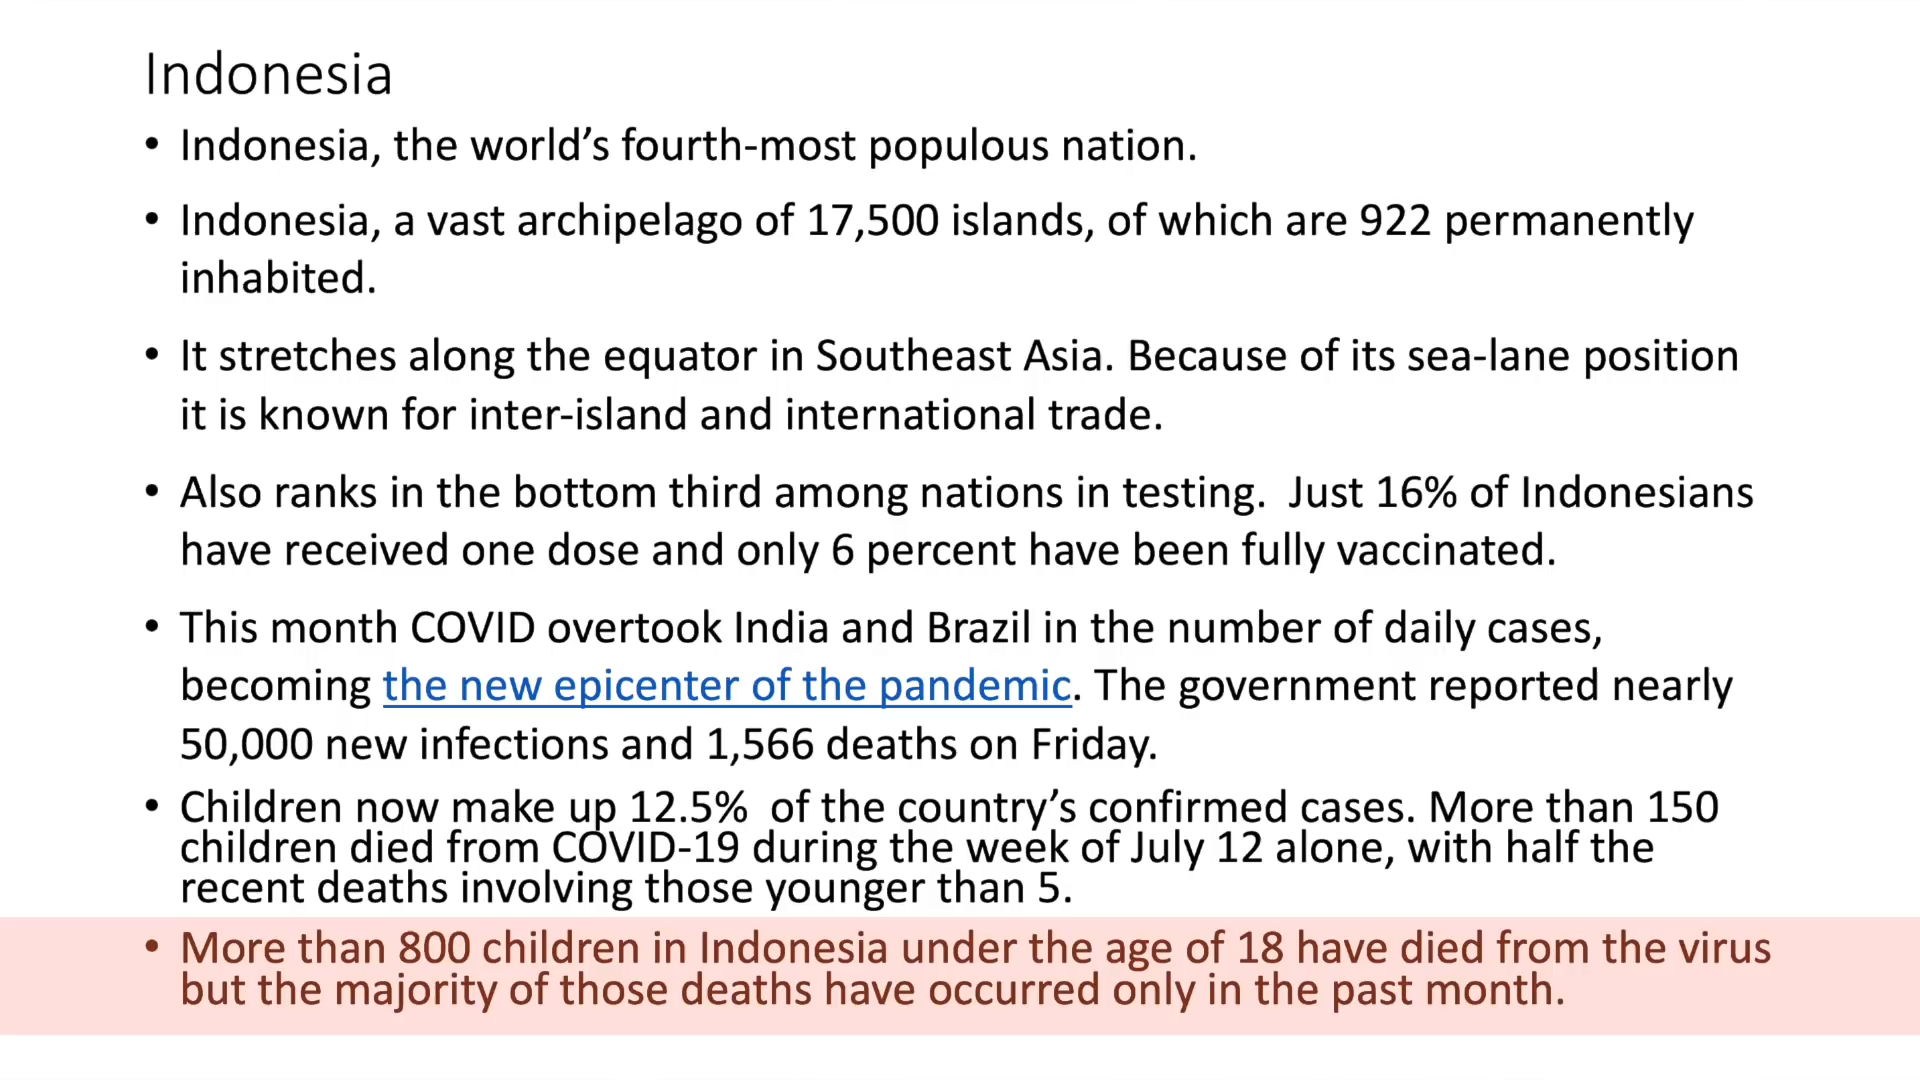 Indonesia
• Indonesia, the world’s fourth-most populous nation.
• Indonesia, a vast archipelago of 17,500 islands, of which are 922 permanently
inhabited.
• It stretches along the equator in Southeast Asia. Because of its sea-lane position
it is known for inter-island and international trade.
• Also ranks in the bottom third among nations in testing.  Just 16% of Indonesians
have received one dose and only 6 percent have been fully vaccinated.
• This month COVID overtook India and Brazil in the number of daily cases,
becoming the new epicenter of the pandemic. The government reported nearly
50,000 new infections and 1,566 deaths on Friday.
• Children now make up 12.5%  of the country’s confirmed cases. More than 150
children died from COVID-19 during the week of July 12 alone, with half the
recent deaths involving those younger than 5.
• More than 800 children in Indonesia under the age of 18 have died from the virus
but the majority of those deaths have occurred only in the past month.